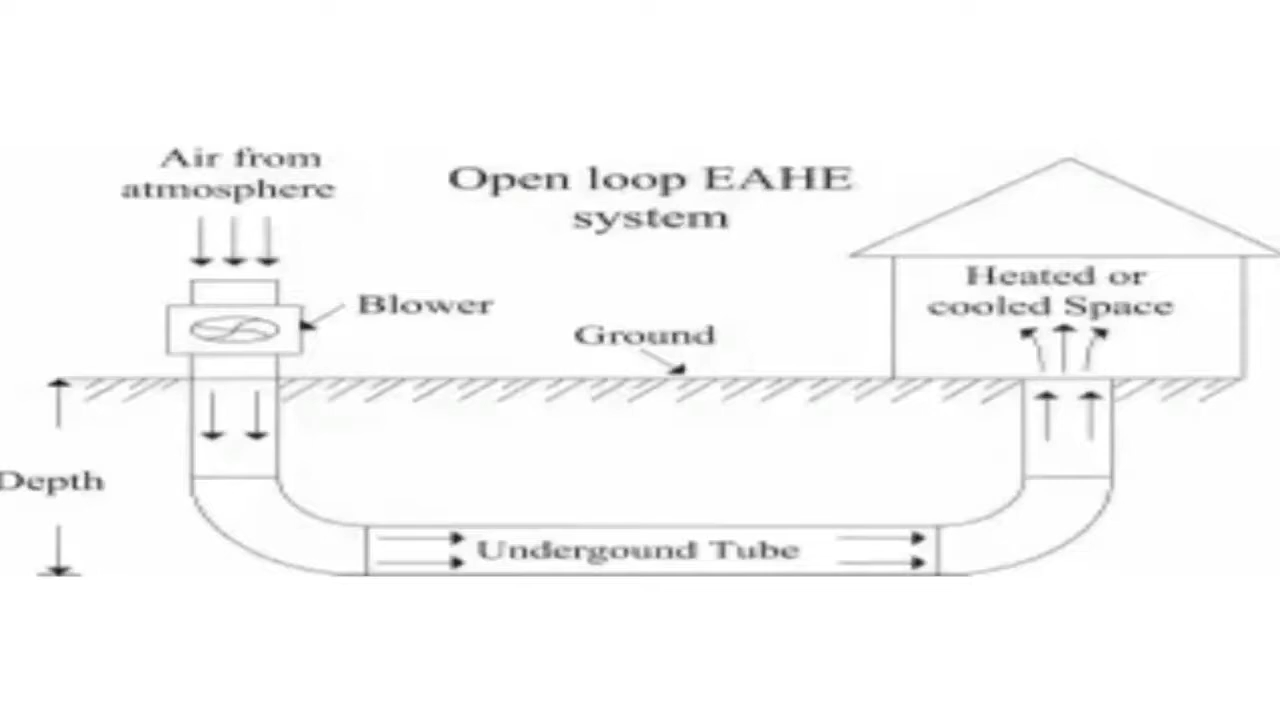 Air from
atmosphere
Open loop EAHE
system
Blower
Ground
Heated or
cooled Space
Depth
Undergound Tube